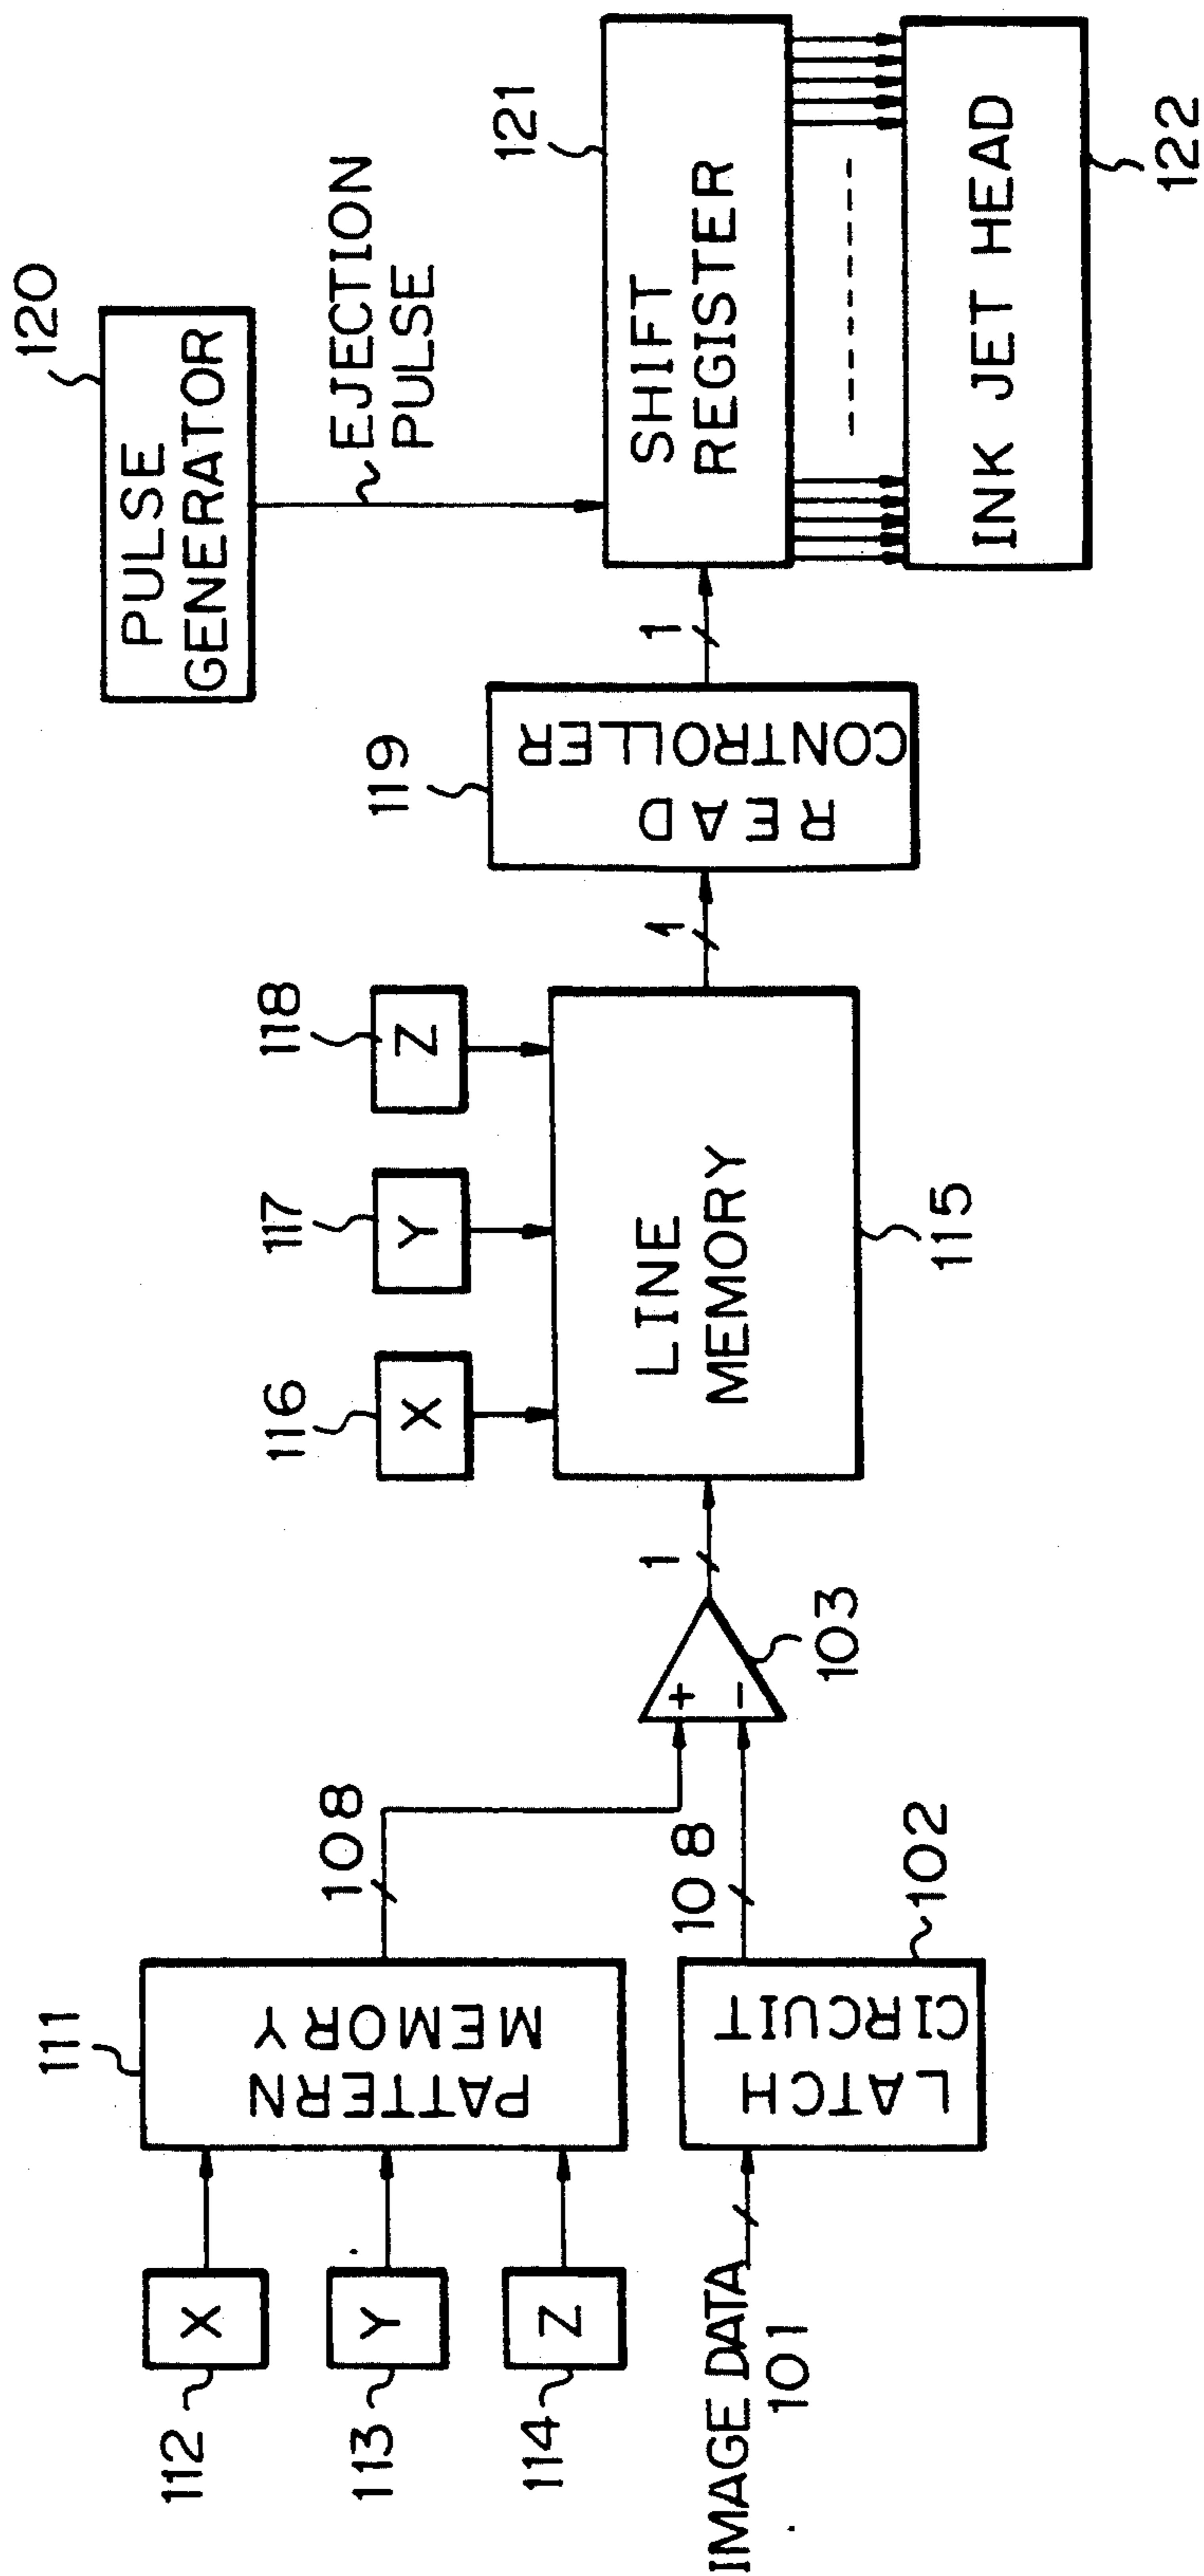 112
X
113
Y
114
Z
IMAGE DATA
101
111
PATTERN
MEMORY
LATCH
CIRCUIT
102
108
108
+
-
103
1
116
X
117
Y
118
Z
LINE
MEMORY
115
1
119
READ
CONTROLLER
1
120
PULSE
GENERATOR
EJECTION
PULSE
121
SHIFT
REGISTER
INK JET HEAD
122